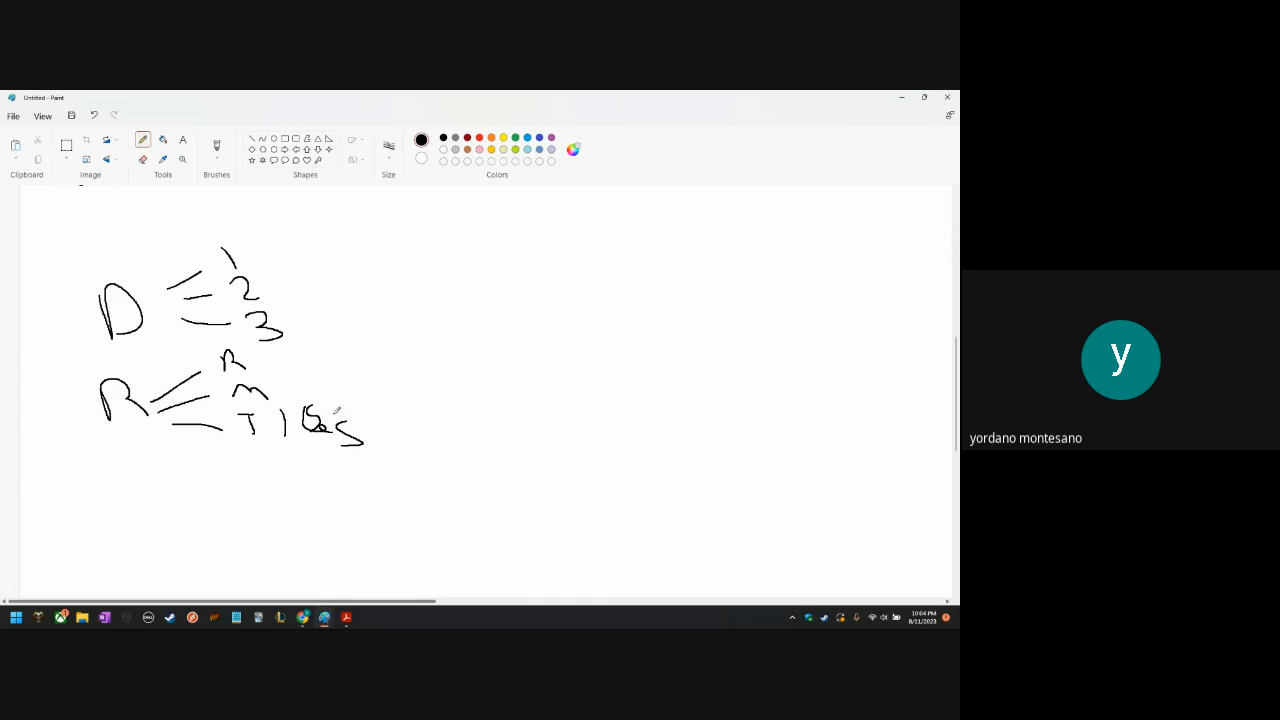 Untitled - Paint
File View
Clipboard Image Tools Brushes Shapes Size Colors
1
2
D
3
R
R
M
T
yordano montesano
10:04 PM
8/11/2023